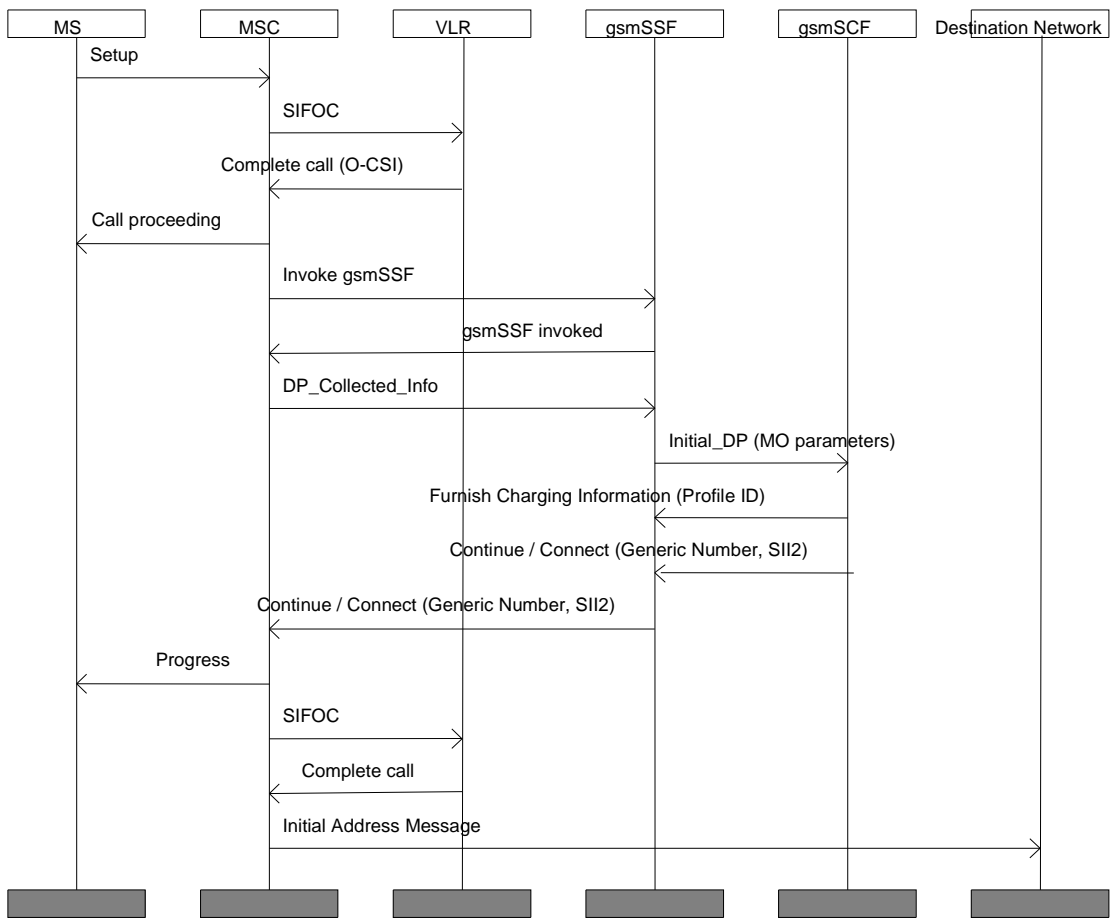 MS
MSC
VLR
gsmSSF
gsmSCF
Destination Network
Setup
SIFOC
Complete call (O-CSI)
Call proceeding
Invoke gsmSSF
gsmSSF invoked
DP_Collected_Info
Initial_DP (MO parameters)
Furnish Charging Information (Profile ID)
Continue / Connect (Generic Number, SII2)
Continue / Connect (Generic Number, SII2)
Progress
SIFOC
Complete call
Initial Address Message